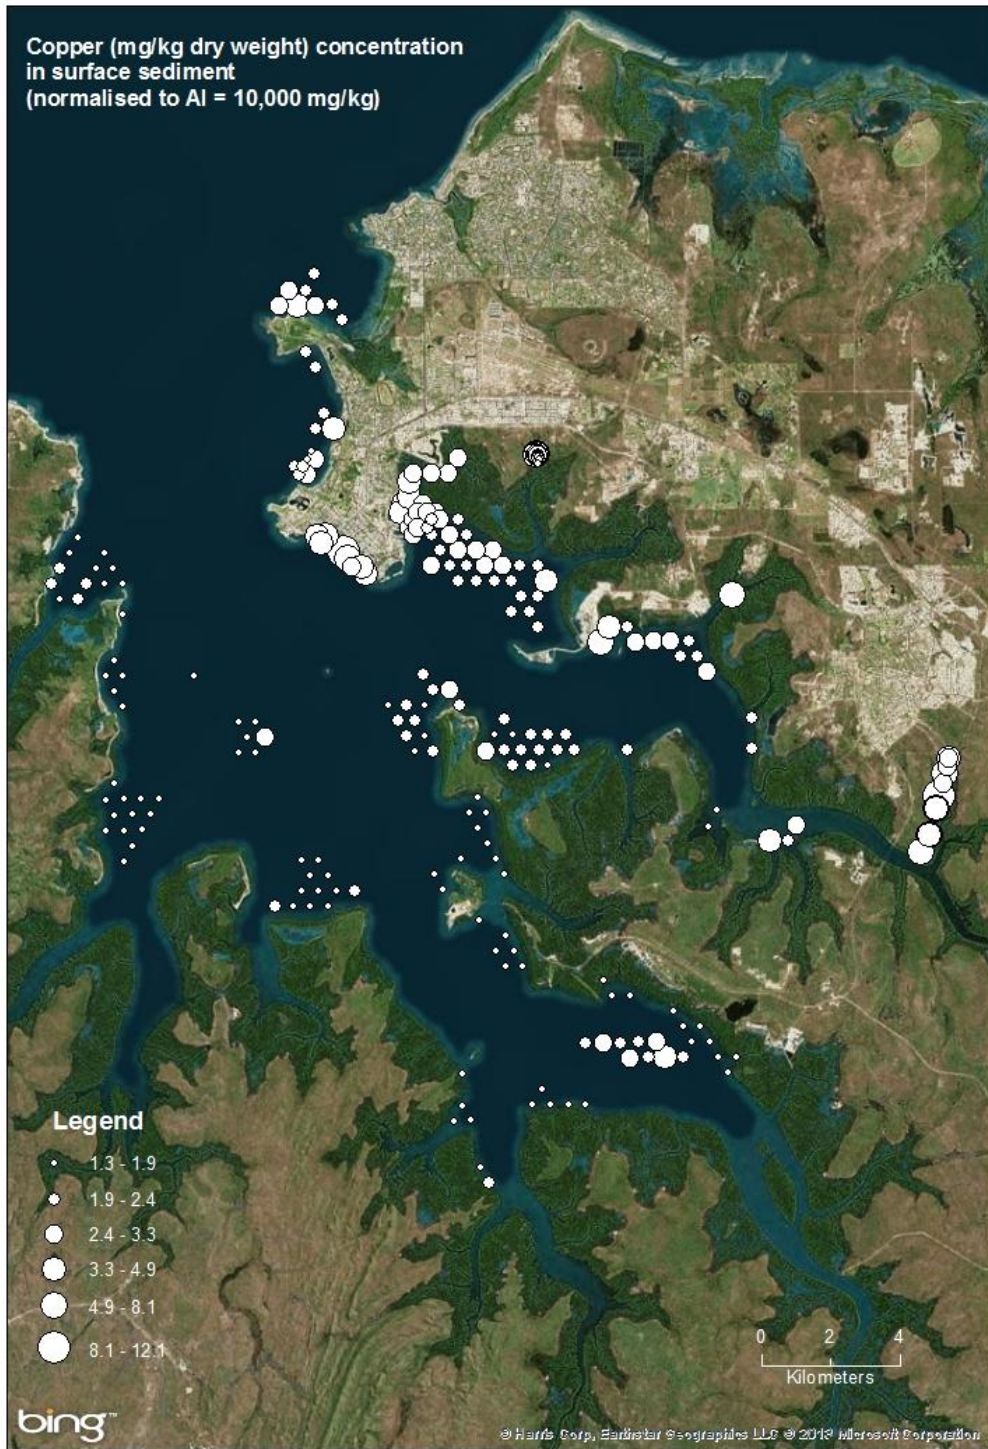 Copper (mg/kg dry weight) concentration
in surface sediment
(normalised to Al = 10,000 mg/kg)
Legend
1.3 - 1.9
1.9 - 2.4
2.4 - 3.3
3.3 - 4.9
4.9 - 8.1
8.1 - 12.1
0 2 4
Kilometers
bing™
© Harris Corp, Earthstar Geographics LLC © 2013 Microsoft Corporation